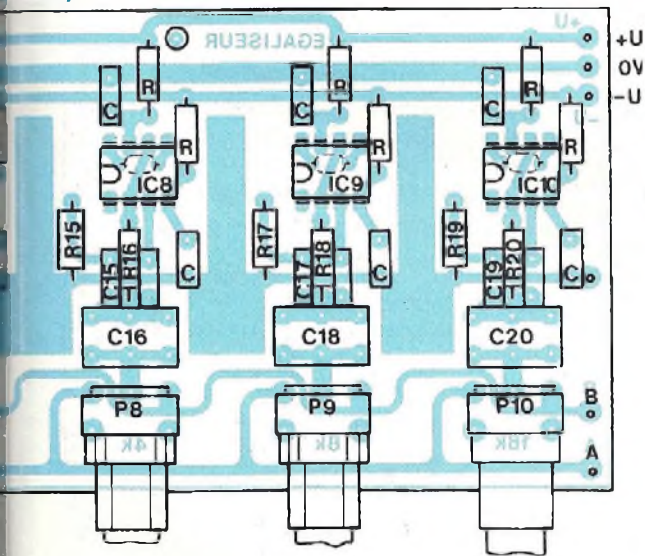 +U
EGALISEUR
+U
0V
-U
-U
C
R
C
R
C
R
R
R
R
IC8
IC9
IC10
R15
C15
R16
C
R17
C17
R18
C
R19
C19
R20
C
C16
C18
C20
P8
P9
P10
B
4k
8k
16k
A